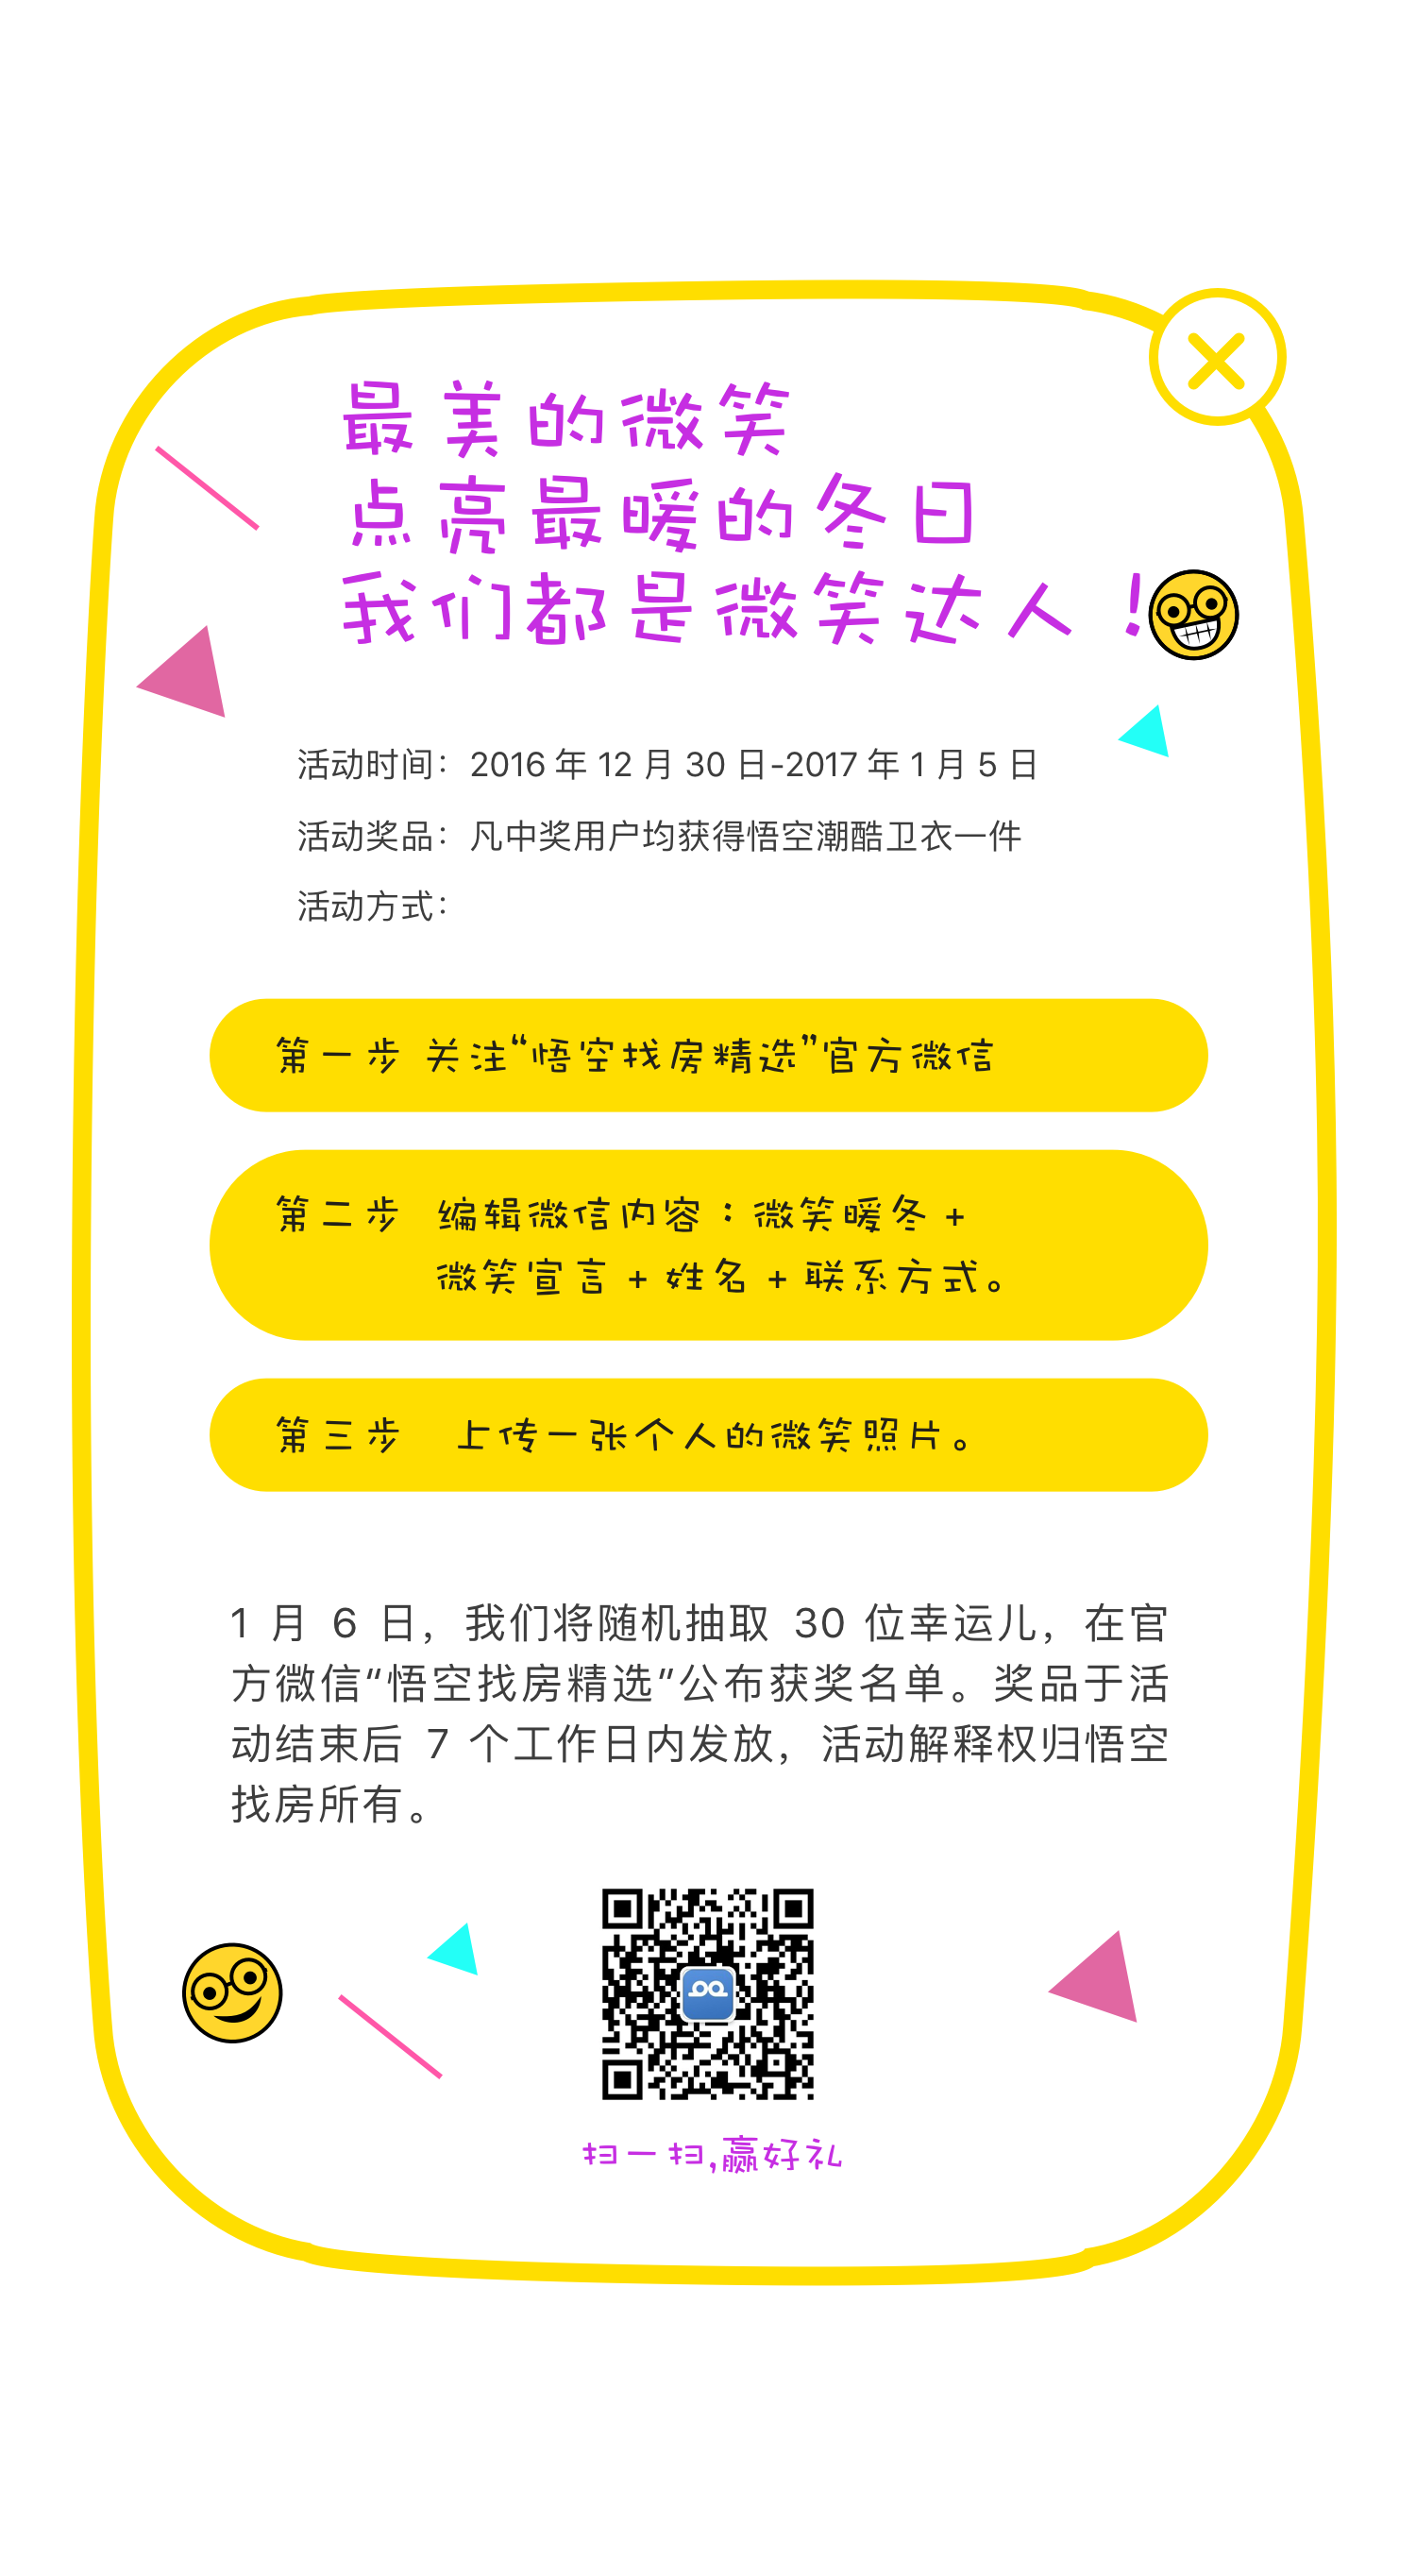 最美的微笑
点亮最暖的冬日
我们都是微笑达人！
活动时间：2016 年 12 月 30 日-2017 年 1 月 5 日
活动奖品：凡中奖用户均获得悟空潮酷卫衣一件
活动方式：
第一步 关注“悟空找房精选”官方微信
第二步 编辑微信内容：微笑暖冬 +
微笑宣言 + 姓名 + 联系方式。
第三步 上传一张个人的微笑照片。
1 月 6 日，我们将随机抽取 30 位幸运儿，在官
方微信“悟空找房精选”公布获奖名单。奖品于活
动结束后 7 个工作日内发放，活动解释权归悟空
找房所有。
扫一扫,赢好礼